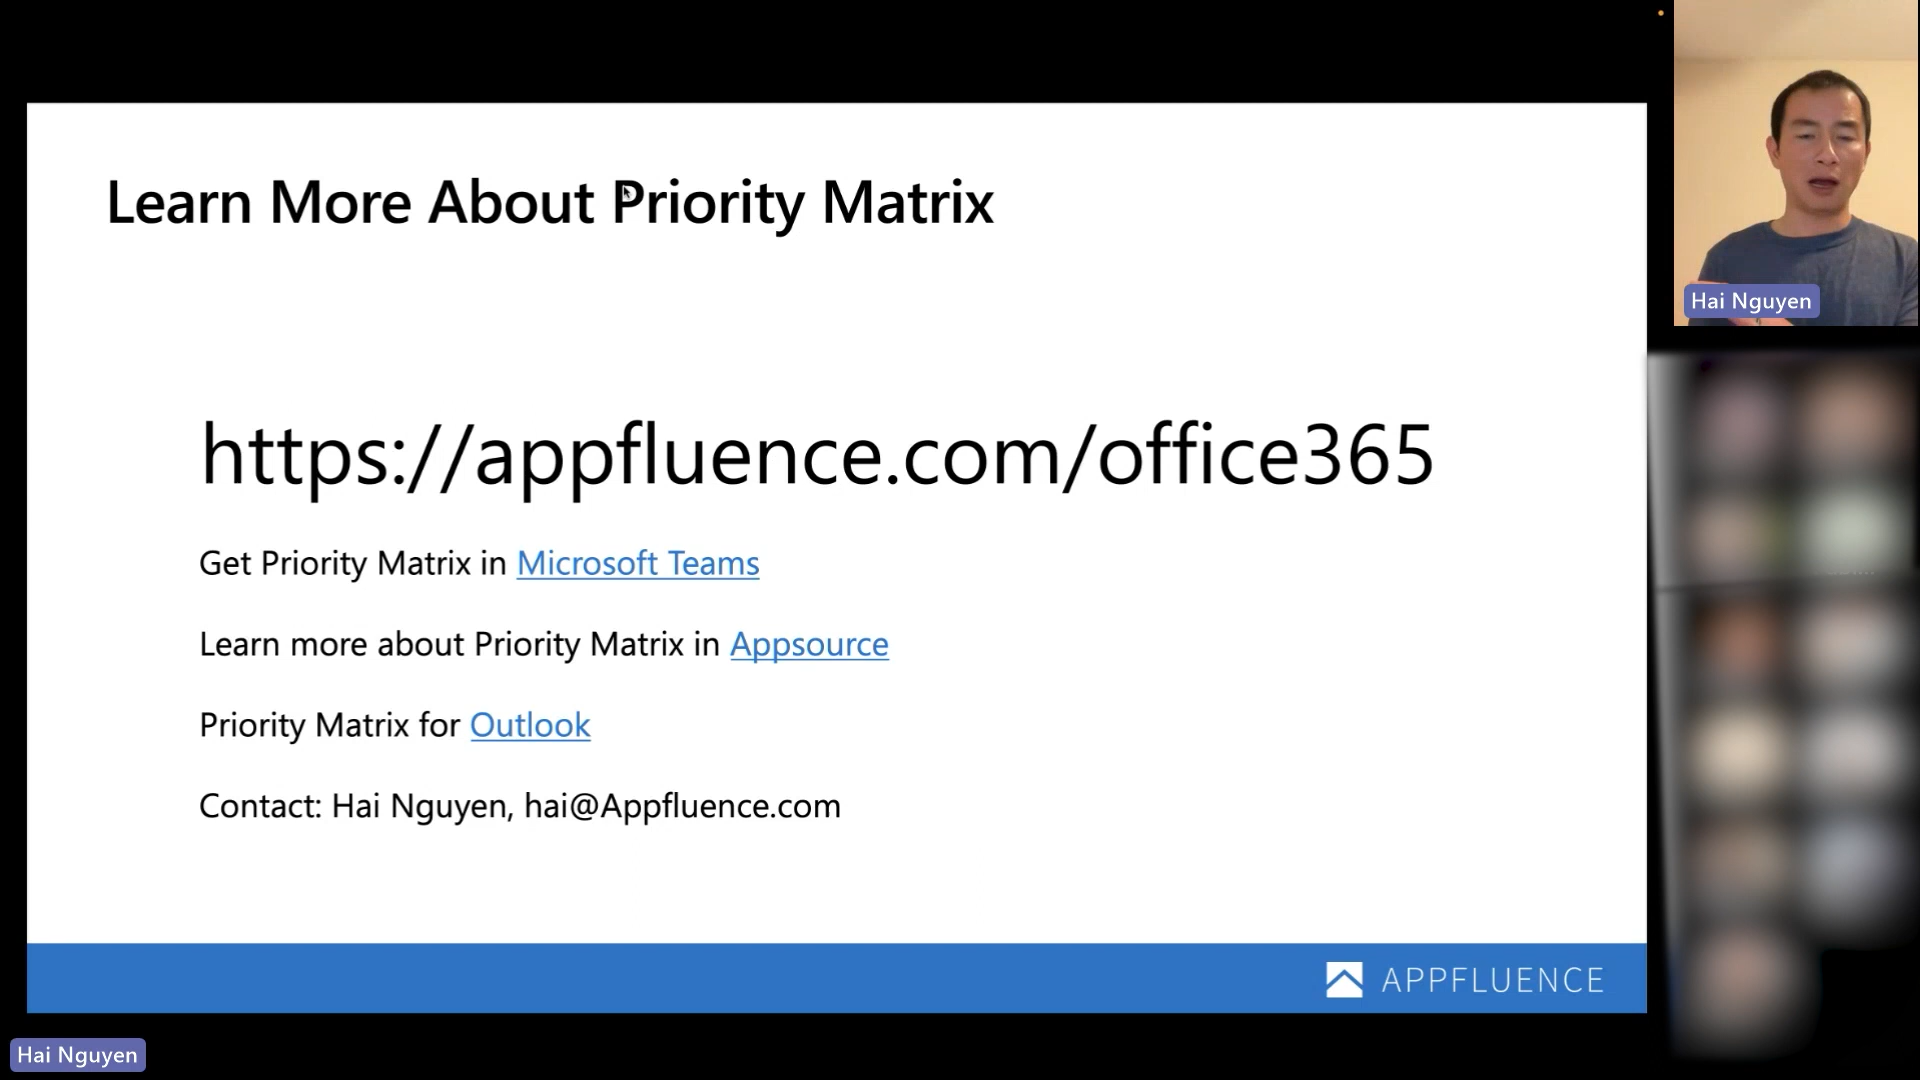 Learn More About Priority Matrix
https://appfluence.com/office365
Get Priority Matrix in Microsoft Teams
Learn more about Priority Matrix in Appsource
Priority Matrix for Outlook
Contact: Hai Nguyen, hai@Appfluence.com
APPFLUENCE
Hai Nguyen
Hai Nguyen